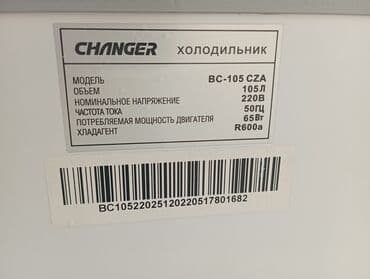 CHANGER ХОЛОДИЛЬНИК
МОДЕЛЬ BC-105 CZA
ОБЪЕМ 105Л
НОМИНАЛЬНОЕ НАПРЯЖЕНИЕ 220В
ЧАСТОТА ТОКА 50ГЦ
ПОТРЕБЛЯЕМАЯ МОЩНОСТЬ ДВИГАТЕЛЯ 65Вт
ХЛАДАГЕНТ R600a
BC10522025120220517801682